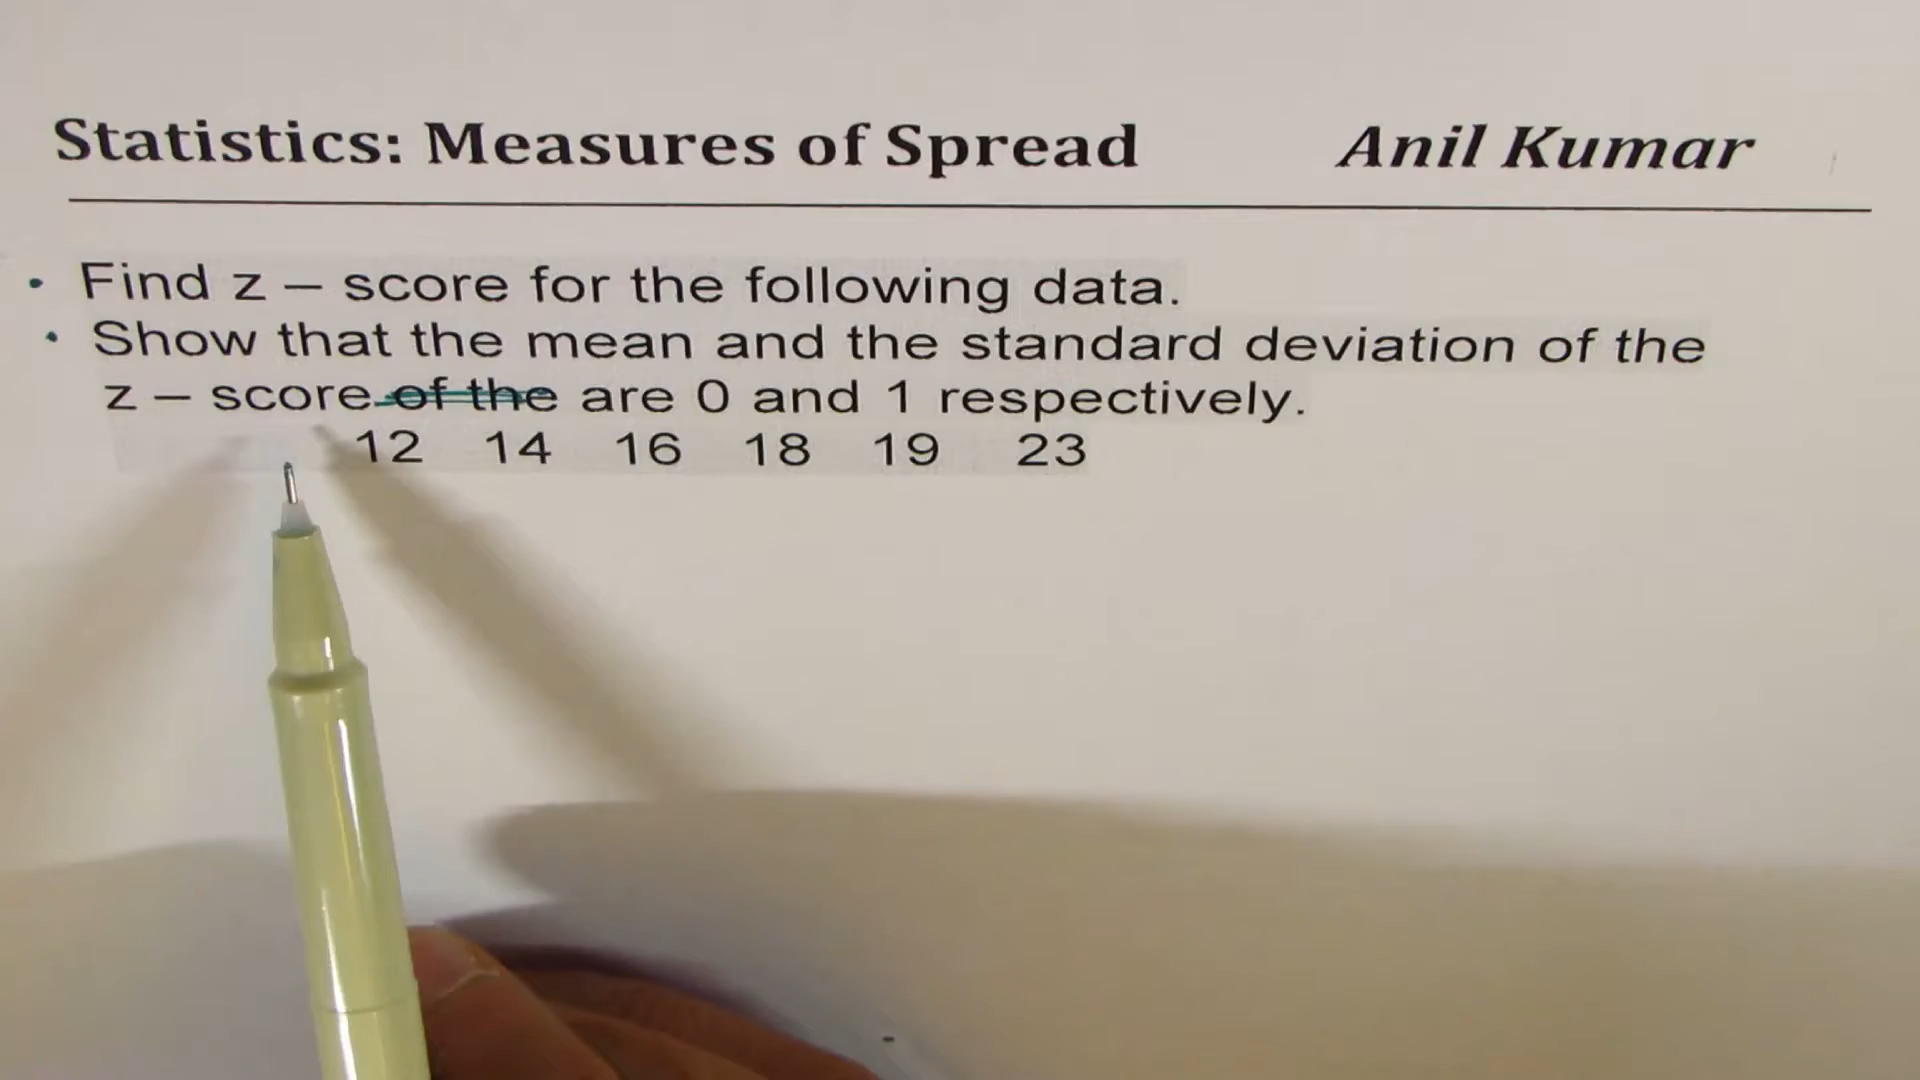 Statistics: Measures of Spread Anil Kumar
• Find z – score for the following data.
• Show that the mean and the standard deviation of the
z – score of the are 0 and 1 respectively.
12 14 16 18 19 23